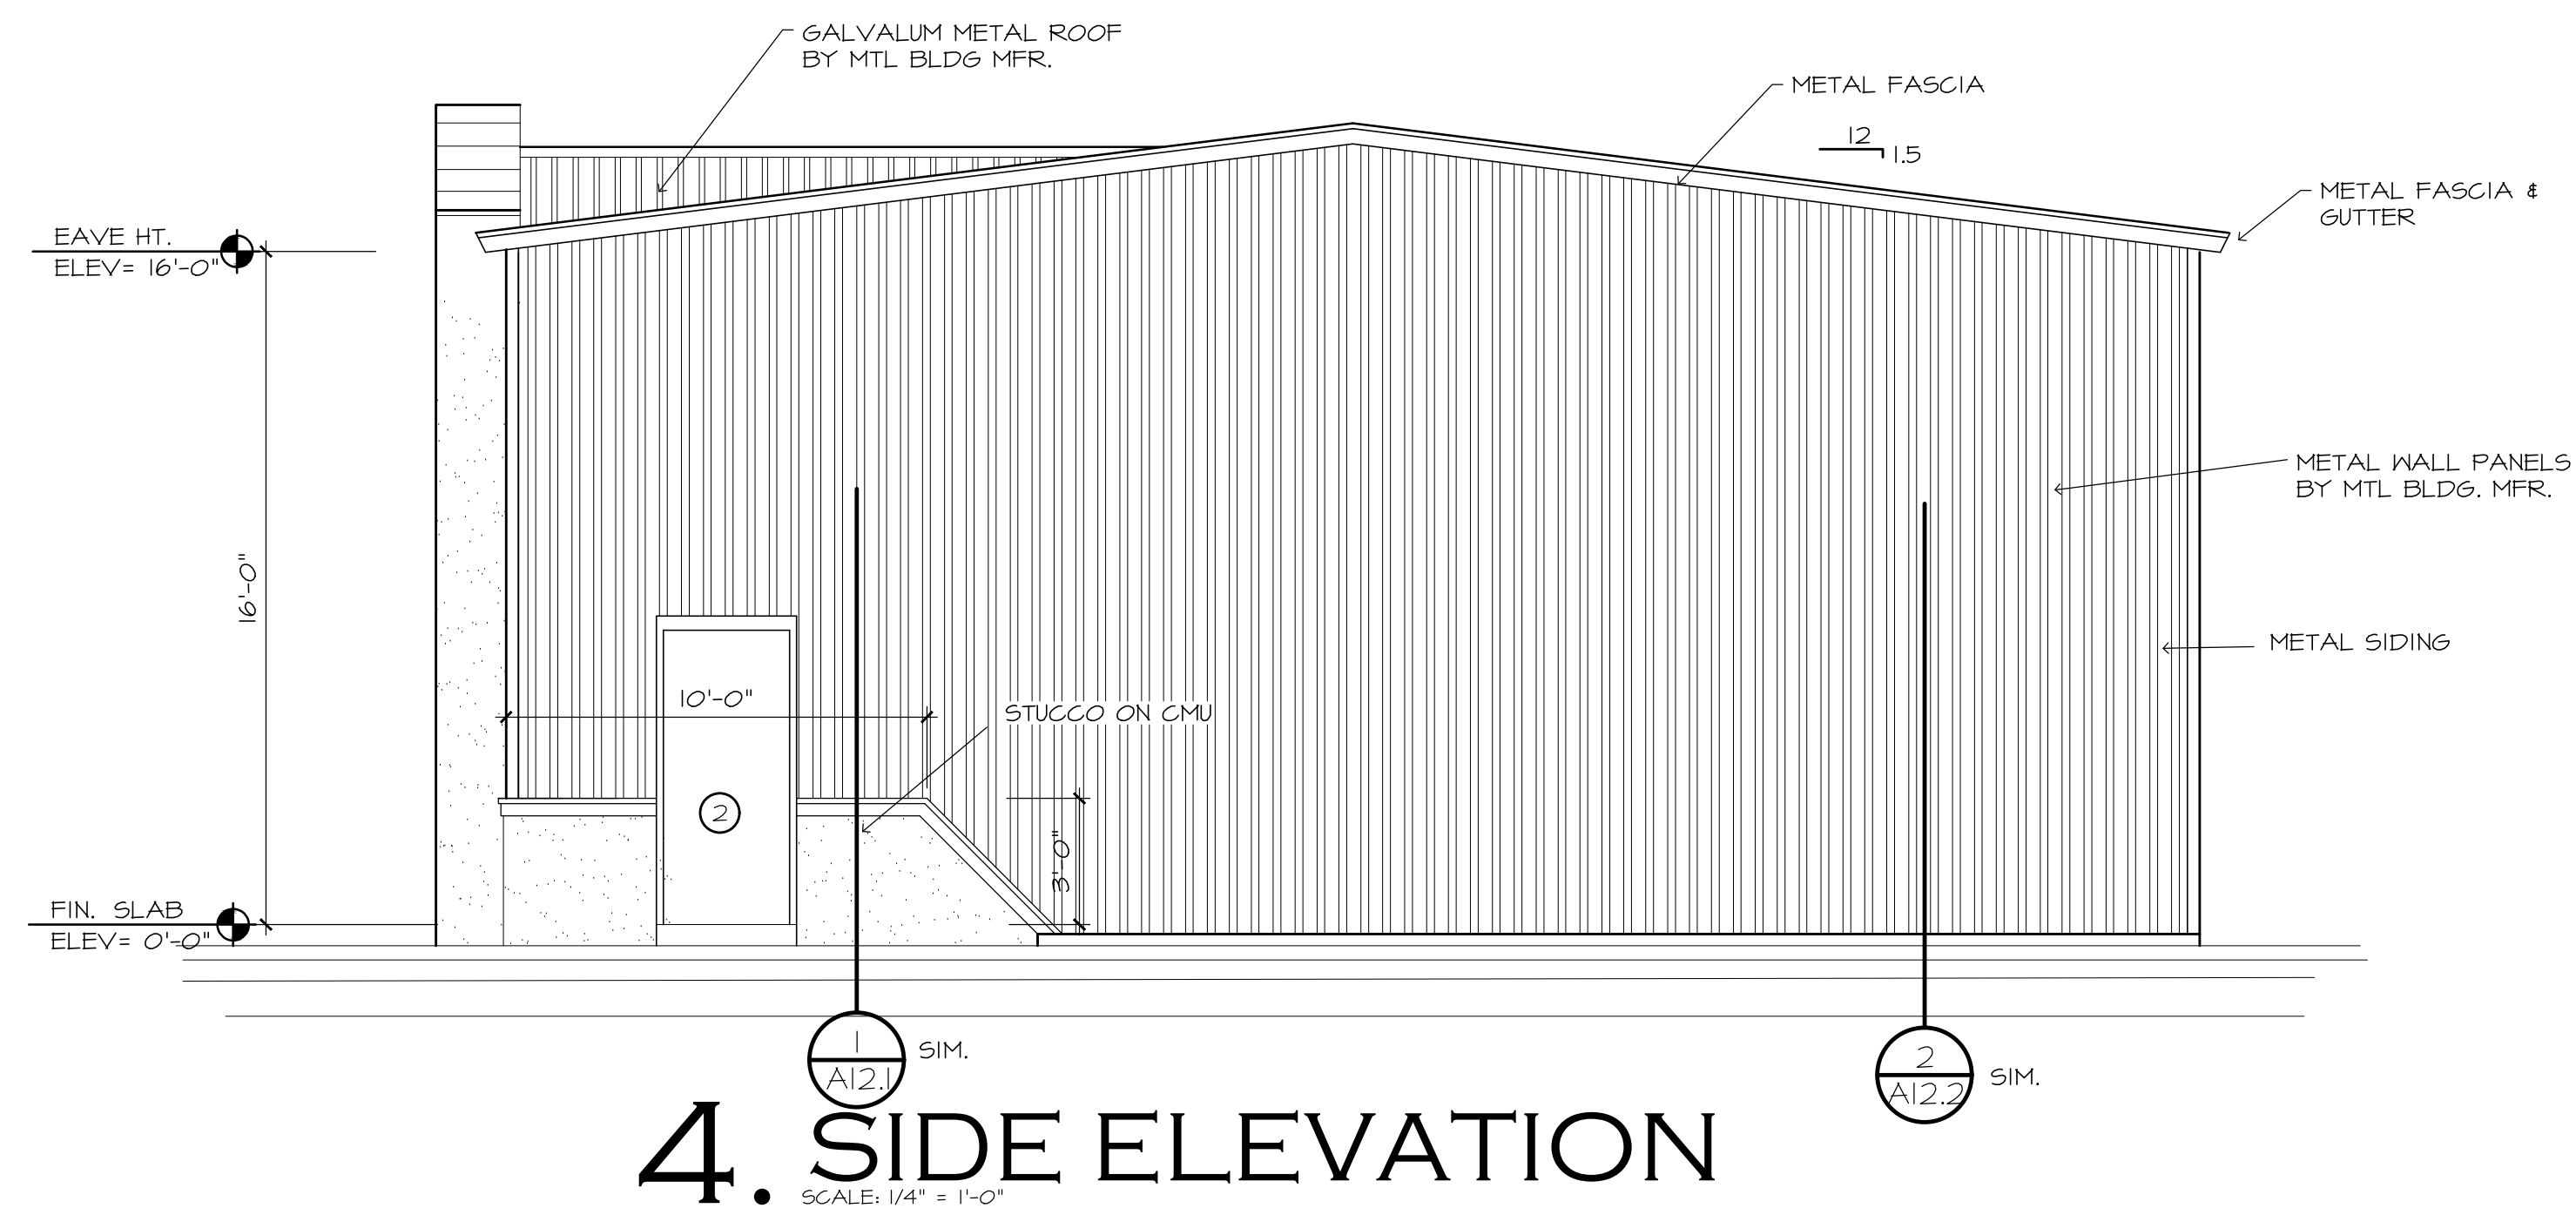 GALVALUM METAL ROOF
BY MTL BLDG MFR.
METAL FASCIA
12
1.5
METAL FASCIA &
GUTTER
EAVE HT.
ELEV= 16'-0"
METAL WALL PANELS
BY MTL BLDG. MFR.
16'-0"
METAL SIDING
10'-0"
STUCCO ON CMU
2
3'-0"
FIN. SLAB
ELEV= 0'-0"
1
A12.1
SIM.
2
A12.2
SIM.
4. SIDE ELEVATION
SCALE: 1/4" = 1'-0"